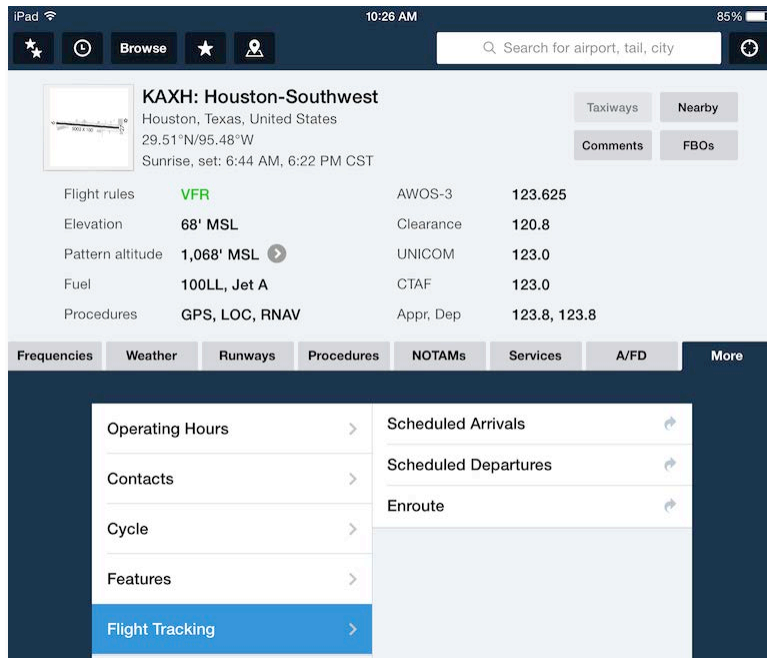 iPad 10:26 AM 85%
Browse Search for airport, tail, city
KAXH: Houston-Southwest
Houston, Texas, United States
29.51°N/95.48°W
Sunrise, set: 6:44 AM, 6:22 PM CST
Taxiways Nearby
Comments FBOs
Flight rules VFR AWOS-3 123.625
Elevation 68' MSL Clearance 120.8
Pattern altitude 1,068' MSL UNICOM 123.0
Fuel 100LL, Jet A CTAF 123.0
Procedures GPS, LOC, RNAV Appr, Dep 123.8, 123.8
Frequencies Weather Runways Procedures NOTAMs Services A/FD More
Operating Hours
Contacts
Cycle
Features
Flight Tracking
Scheduled Arrivals
Scheduled Departures
Enroute